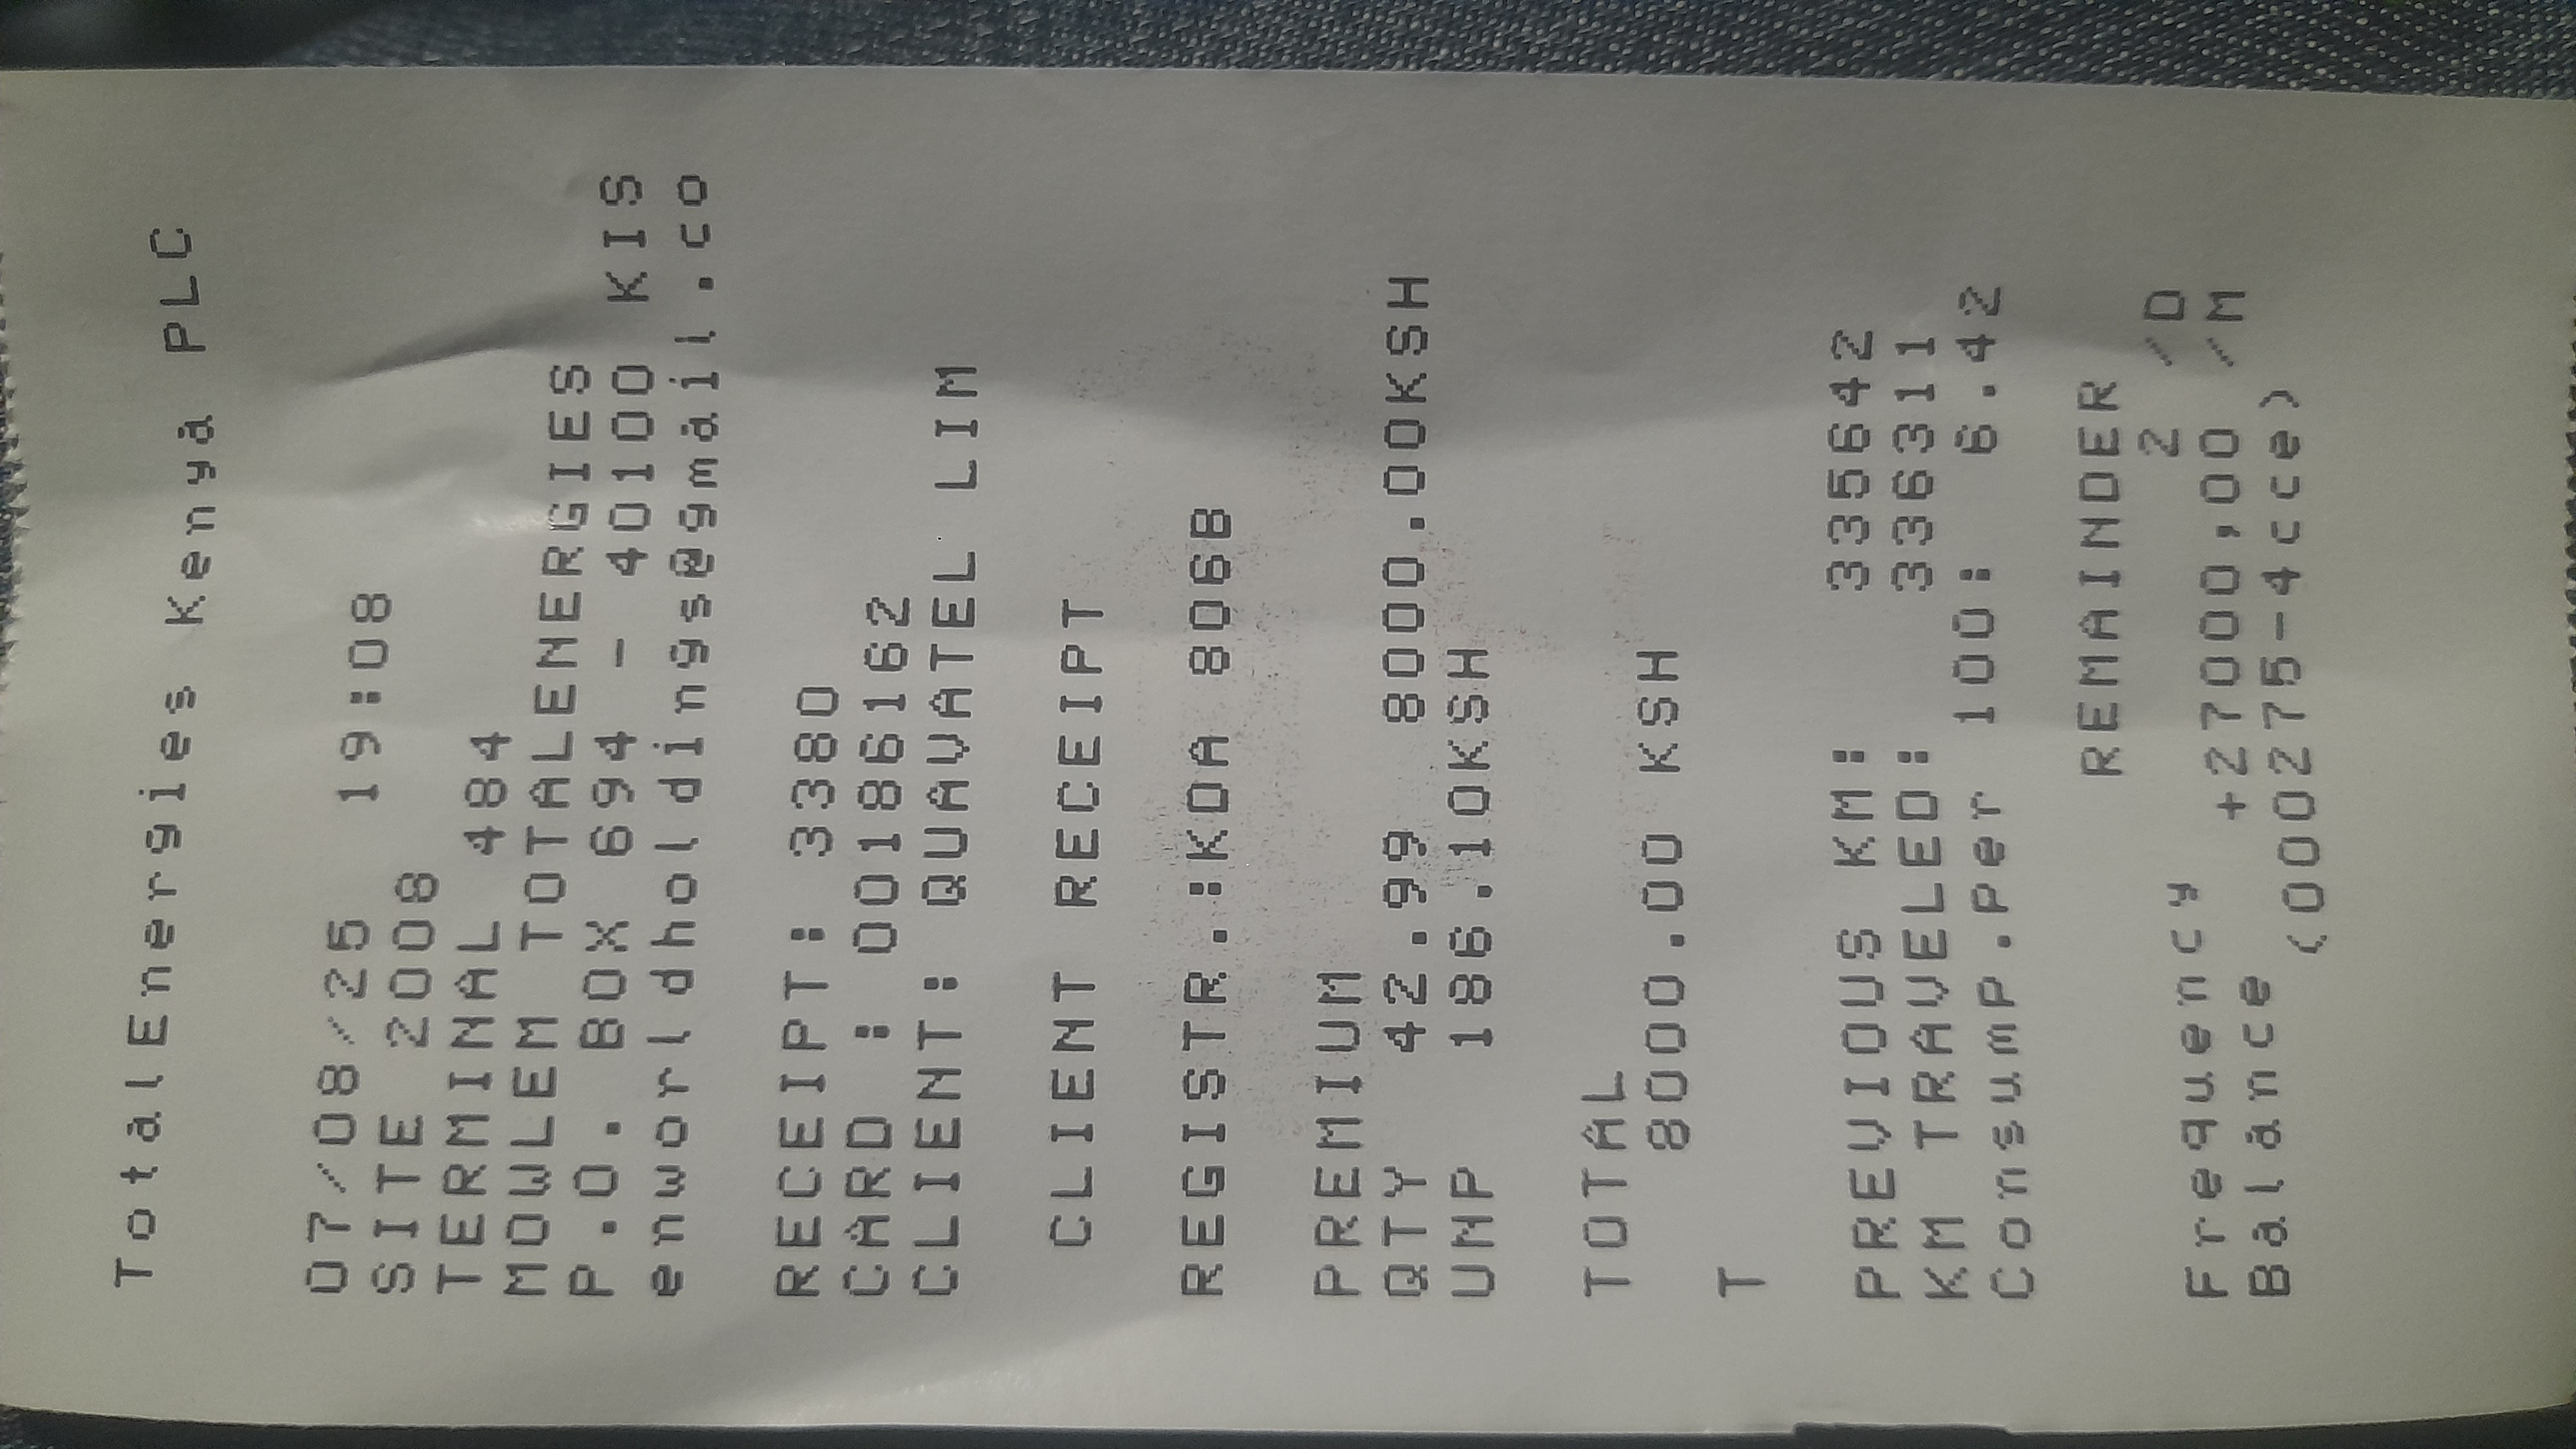 TotalEnergies Kenya PLC
07/08/25 19:08
SITE 2008
TERMINAL 484
MOWLEM TOTALENERGIES
P.O. BOX 694 - 40100 KIS
enworldholdings@gmail.co
RECEIPT: 3380
CARD : 00186162
CLIENT: QUAVATEL LIM
CLIENT RECEIPT
REGISTR.:KDA 806B
PREMIUM
QTY 42.99 8000.00KSH
UMP 186.10KSH
TOTAL
8000.00 KSH
T
PREVIOUS KM: 335642
KM TRAVELED: 336311
Consump.Per 100: 6.42
REMAINDER
Frequency 2 /D
Balance +27000,00 /M
(000275-4cce)